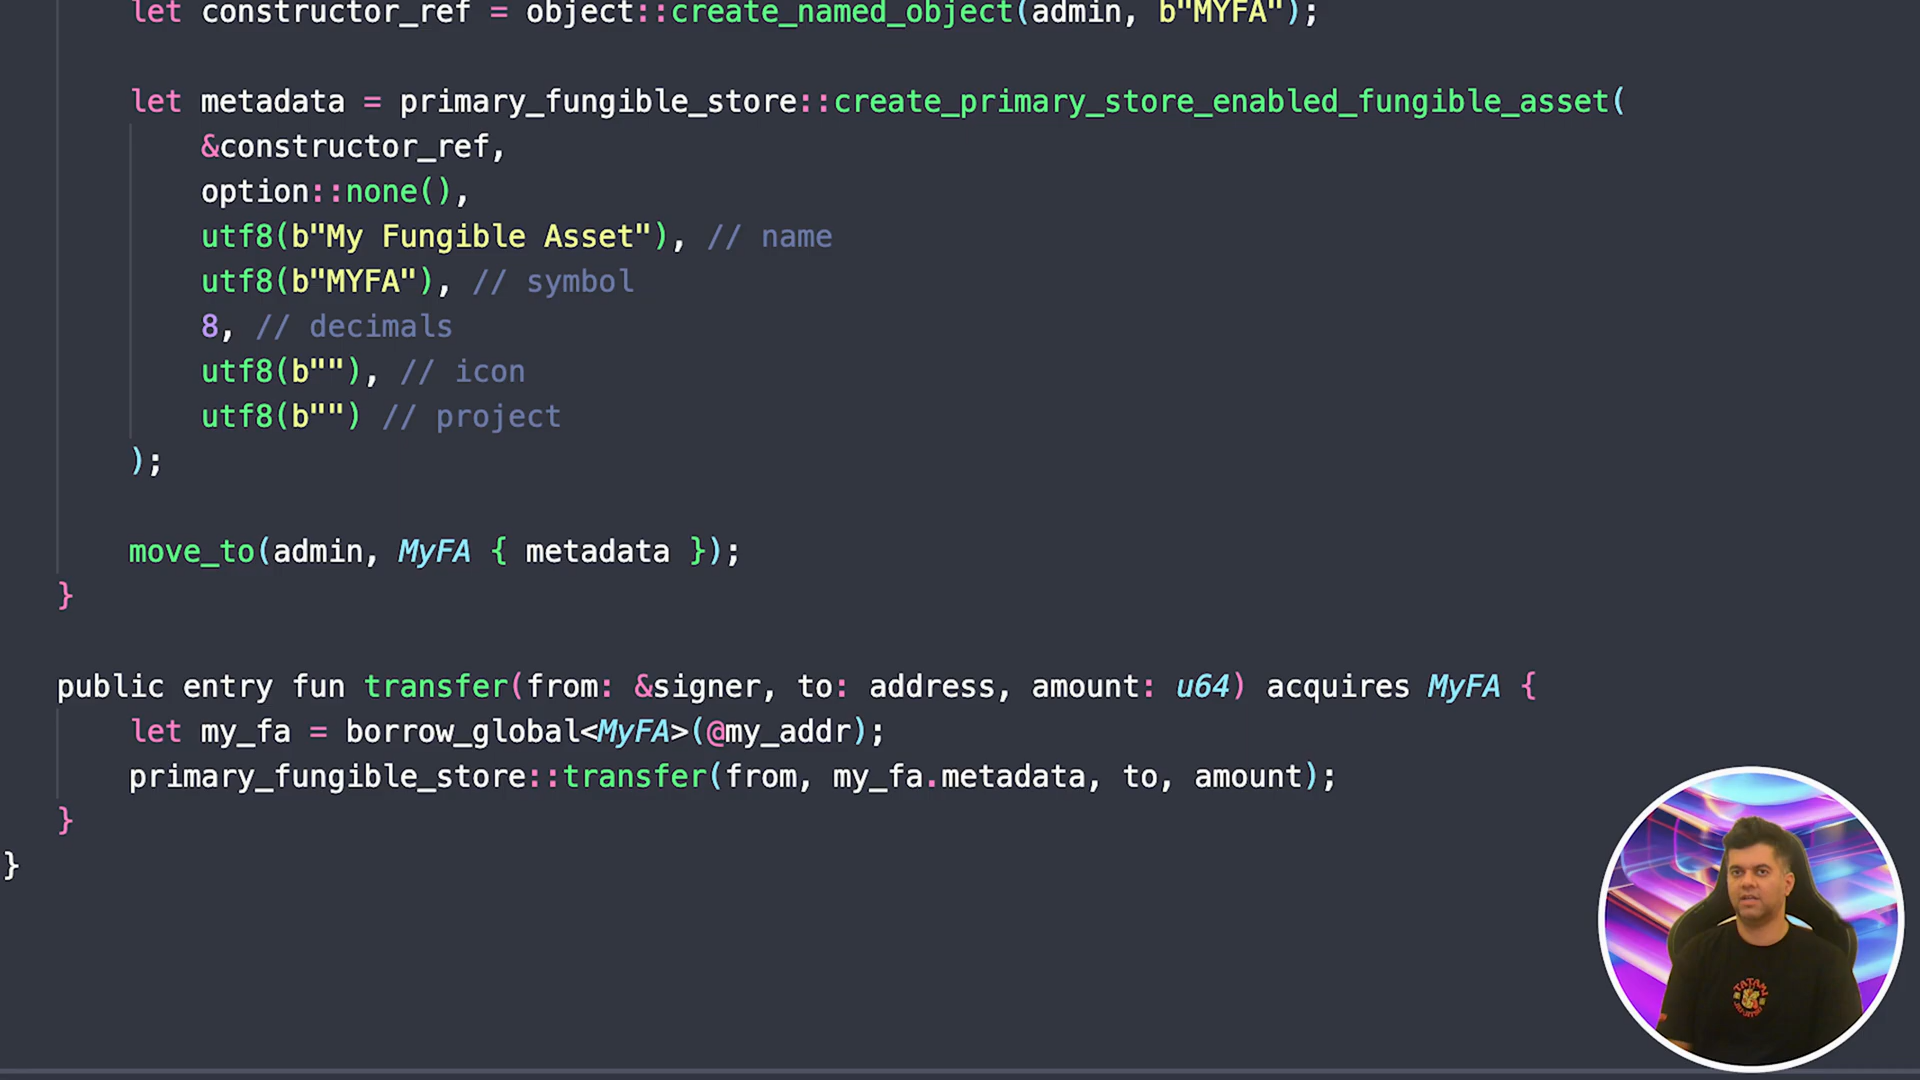 let constructor_ref = object::create_named_object(admin, b"MYFA");
let metadata = primary_fungible_store::create_primary_store_enabled_fungible_asset(
&constructor_ref,
option::none(),
utf8(b"My Fungible Asset"), // name
utf8(b"MYFA"), // symbol
8, // decimals
utf8(b""), // icon
utf8(b"") // project
);
move_to(admin, MyFA { metadata });
}
public entry fun transfer(from: &signer, to: address, amount: u64) acquires MyFA {
let my_fa = borrow_global<MyFA>(@my_addr);
primary_fungible_store::transfer(from, my_fa.metadata, to, amount);
}
}
TATAMI